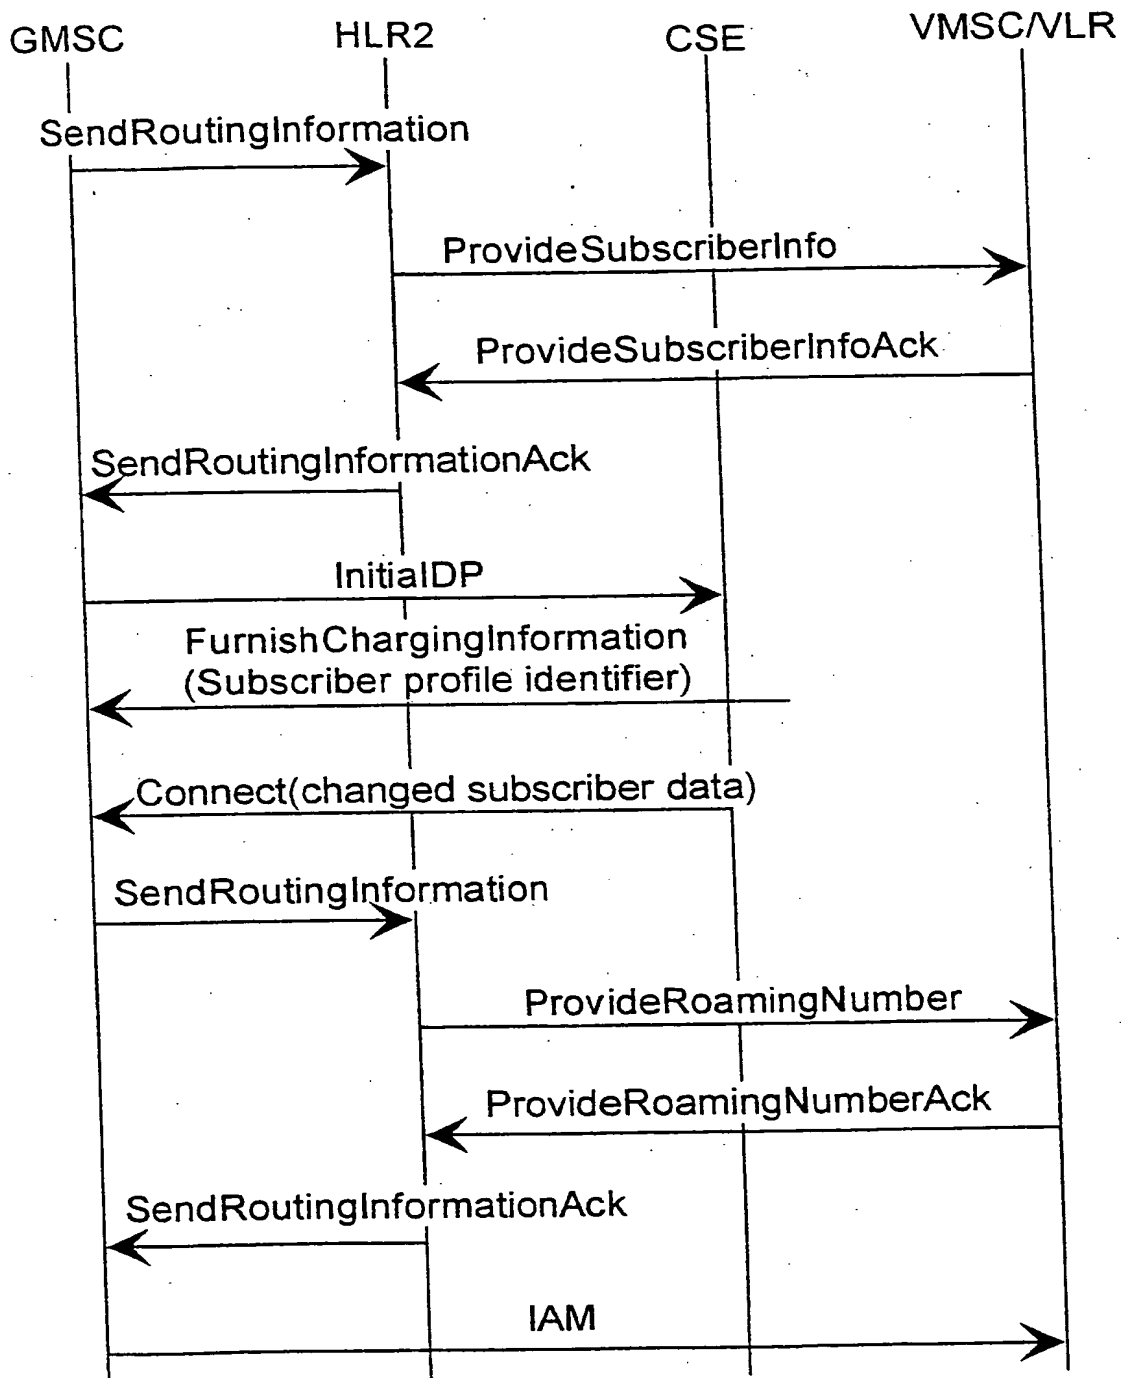 GMSC HLR2 CSE VMSC/VLR
SendRoutingInformation
ProvideSubscriberInfo
ProvideSubscriberInfoAck
SendRoutingInformationAck
InitialDP
FurnishChargingInformation
(Subscriber profile identifier)
Connect(changed subscriber data)
SendRoutingInformation
ProvideRoamingNumber
ProvideRoamingNumberAck
SendRoutingInformationAck
IAM